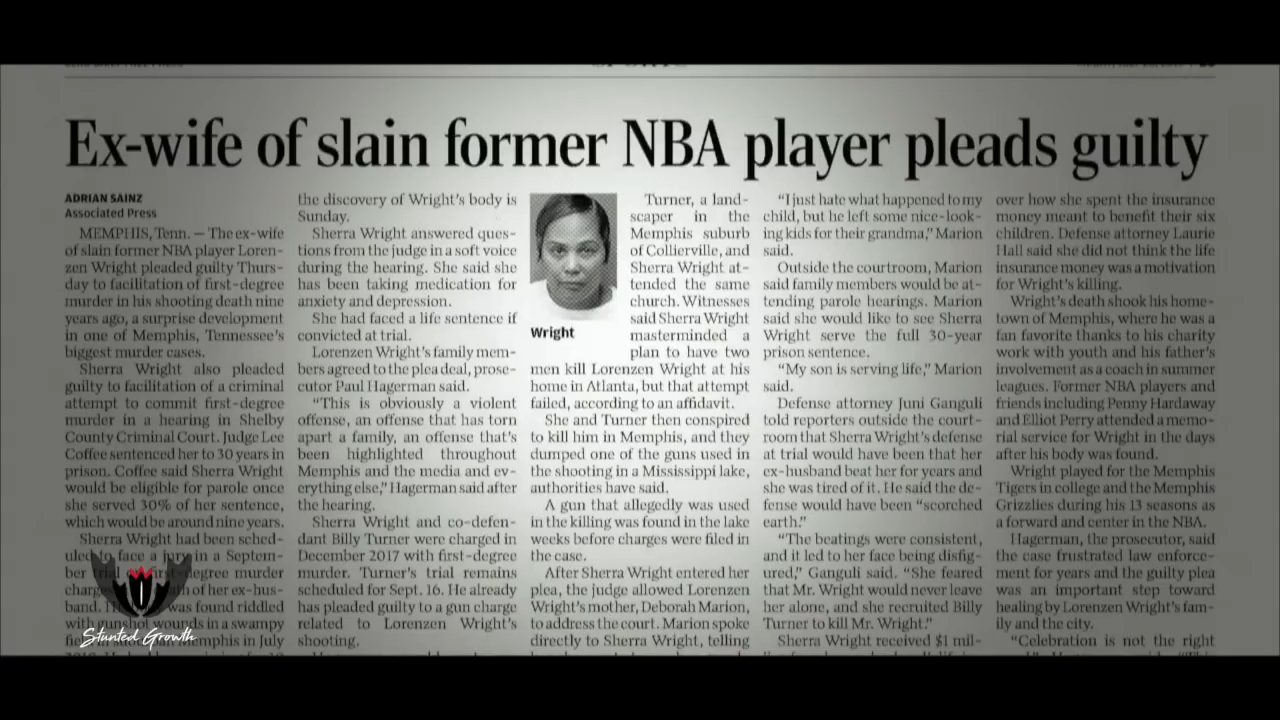 Ex-wife of slain former NBA player pleads guilty
ADRIAN SAINZ
Associated Press
MEMPHIS, Tenn. — The ex-wife
of slain former NBA player Loren-
zen Wright pleaded guilty Thurs-
day to facilitation of first-degree
murder in his shooting death nine
years ago, a surprise development
in one of Memphis, Tennessee's
biggest murder cases.
Sherra Wright also pleaded
guilty to facilitation of a criminal
attempt to commit first-degree
murder in a hearing in Shelby
County Criminal Court. Judge Lee
Coffee sentenced her to 30 years in
prison. Coffee said Sherra Wright
would be eligible for parole once
she served 30% of her sentence,
which would be around nine years.
Sherra Wright had been sched-
uled to face a jury in a Septem-
ber trial on first-degree murder
of her ex-hus-
band. was found riddled
with gunshot wounds in a swampy
Memphis in July
the discovery of Wright's body is
Sunday.
Sherra Wright answered ques-
tions from the judge in a soft voice
during the hearing. She said she
has been taking medication for
anxiety and depression.
She had faced a life sentence if
convicted at trial.
Lorenzen Wright's family mem-
bers agreed to the plea deal, prose-
cutor Paul Hagerman said.
"This is obviously a violent
offense, an offense that has torn
apart a family, an offense that's
been highlighted throughout
Memphis and the media and ev-
erything else," Hagerman said after
the hearing.
Sherra Wright and co-defen-
dant Billy Turner were charged in
December 2017 with first-degree
murder. Turner's trial remains
scheduled for Sept. 16. He already
has pleaded guilty to a gun charge
related to Lorenzen Wright's
shooting.
Wright
Turner, a land-
scaper in the
Memphis suburb
of Collierville, and
Sherra Wright at-
tended the same
church. Witnesses
said Sherra Wright
masterminded a
plan to have two
men kill Lorenzen Wright at his
home in Atlanta, but that attempt
failed, according to an affidavit.
She and Turner then conspired
to kill him in Memphis, and they
dumped one of the guns used in
the shooting in a Mississippi lake,
authorities have said.
A gun that allegedly was used
in the killing was found in the lake
weeks before charges were filed in
the case.
After Sherra Wright entered her
plea, the judge allowed Lorenzen
Wright's mother, Deborah Marion,
to address the court. Marion spoke
directly to Sherra Wright, telling
"I just hate what happened to my
child, but he left some nice-look-
ing kids for their grandma," Marion
said.
Outside the courtroom, Marion
said family members would be at-
tending parole hearings. Marion
said she would like to see Sherra
Wright serve the full 30-year
prison sentence.
"My son is serving life," Marion
said.
Defense attorney Juni Ganguli
told reporters outside the court-
room that Sherra Wright's defense
at trial would have been that her
ex-husband beat her for years and
she was tired of it. He said the de-
fense would have been "scorched
earth."
"The beatings were consistent,
and it led to her face being disfig-
ured," Ganguli said. "She feared
that Mr. Wright would never leave
her alone, and she recruited Billy
Turner to kill Mr. Wright."
Sherra Wright received $1 mil-
over how she spent the insurance
money meant to benefit their six
children. Defense attorney Laurie
Hall said she did not think the life
insurance money was a motivation
for Wright's killing.
Wright's death shook his home-
town of Memphis, where he was a
fan favorite thanks to his charity
work with youth and his father's
involvement as a coach in summer
leagues. Former NBA players and
friends including Penny Hardaway
and Elliot Perry attended a memo-
rial service for Wright in the days
after his body was found.
Wright played for the Memphis
Tigers in college and the Memphis
Grizzlies during his 13 seasons as
a forward and center in the NBA.
Hagerman, the prosecutor, said
the case frustrated law enforce-
ment for years and the guilty plea
was an important step toward
healing by Lorenzen Wright's fam-
ily and the city.
"Celebration is not the right
Stunted Growth